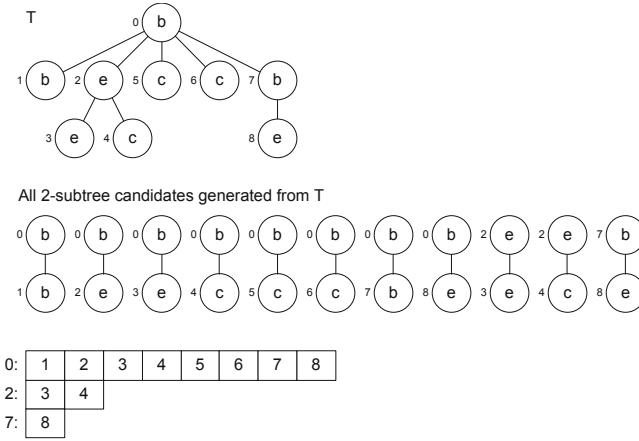 T
0 b
1 b 2 e 5 c 6 c 7 b
3 e 4 c 8 e
All 2-subtree candidates generated from T
0 b 0 b 0 b 0 b 0 b 0 b 0 b 0 b 2 e 2 e 7 b
1 b 2 e 3 e 4 c 5 c 6 c 7 b 8 e 3 e 4 c 8 e
0: 1 2 3 4 5 6 7 8
2: 3 4
7: 8